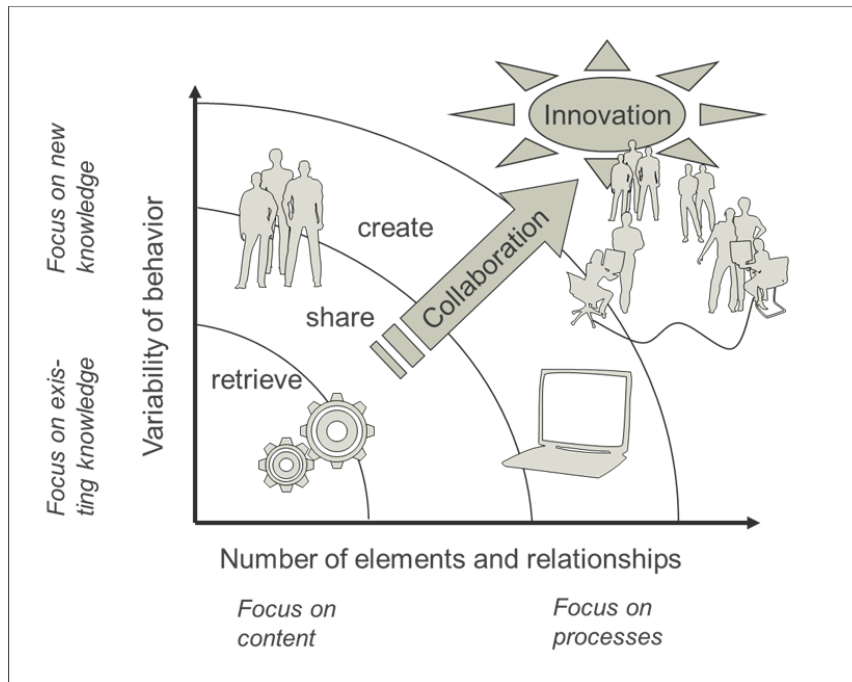 Innovation
Focus on new
knowledge
create
Collaboration
Variability of behavior
share
retrieve
Focus on exis-
ting knowledge
Number of elements and relationships
Focus on
content
Focus on
processes